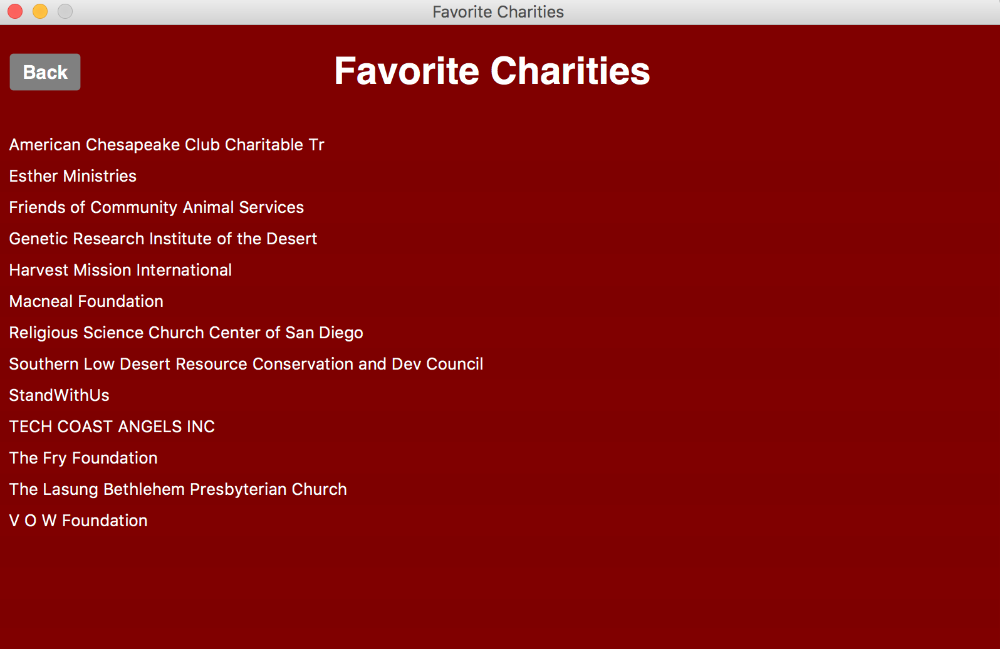 Favorite Charities
Back
Favorite Charities
American Chesapeake Club Charitable Tr
Esther Ministries
Friends of Community Animal Services
Genetic Research Institute of the Desert
Harvest Mission International
Macneal Foundation
Religious Science Church Center of San Diego
Southern Low Desert Resource Conservation and Dev Council
StandWithUs
TECH COAST ANGELS INC
The Fry Foundation
The Lasung Bethlehem Presbyterian Church
V O W Foundation